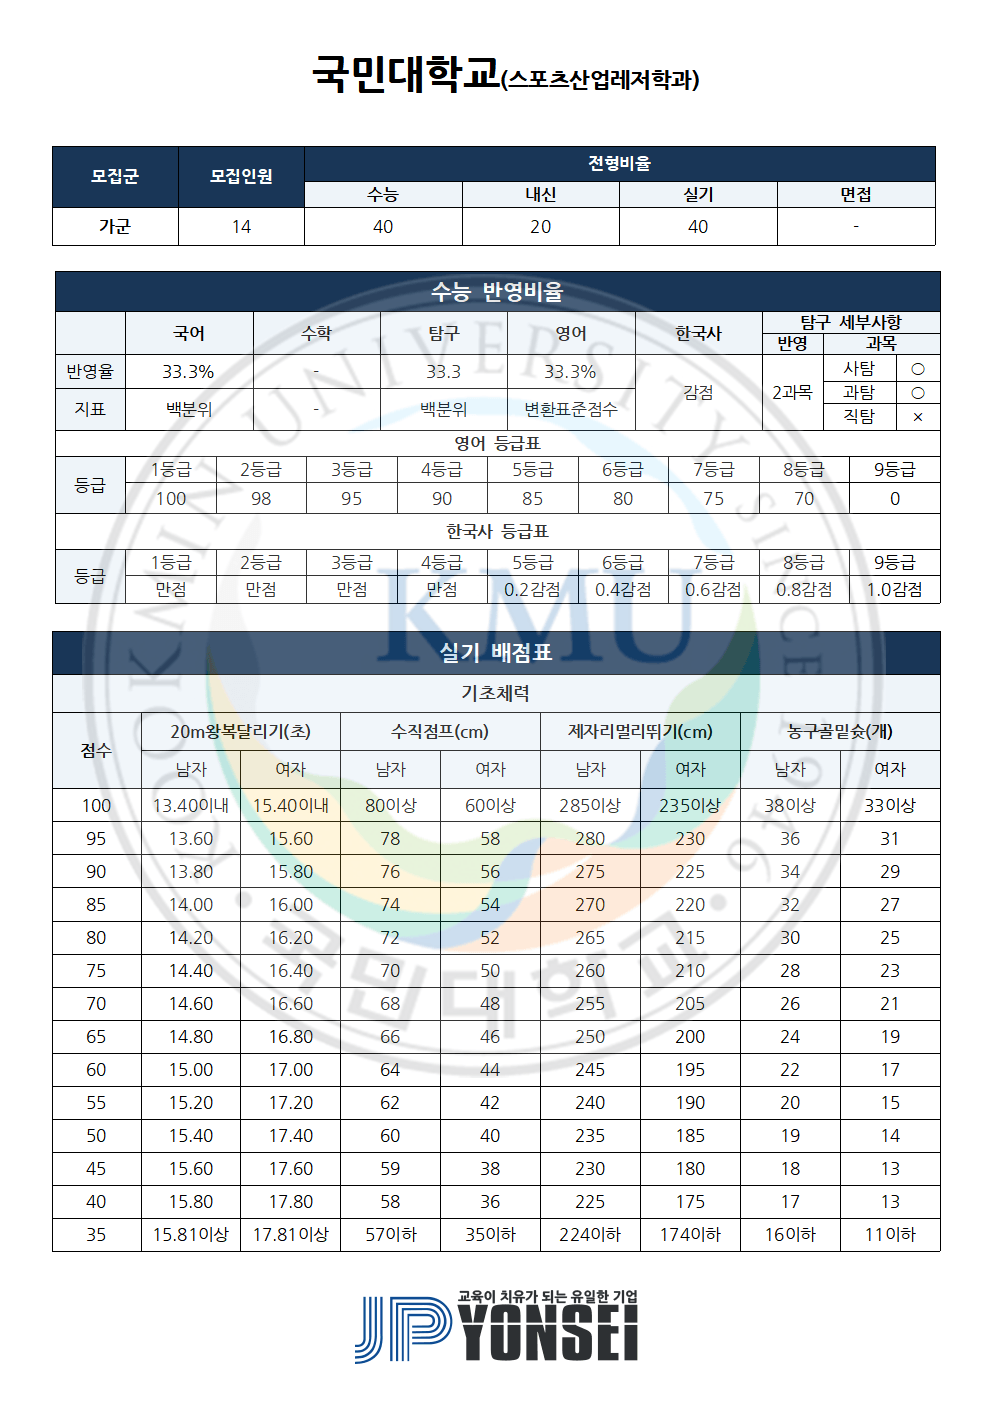 국민대학교(스포츠산업레저학과)
모집군 모집인원 전형비율
수능 내신 실기 면접
가군 14 40 20 40 -
수능 반영비율
국어 수학 탐구 영어 한국사 탐구 세부사항
반영 과목
반영율 33.3% - 33.3 33.3% 감점 2과목 사탐 ○
과탐 ○
지표 백분위 - 백분위 변환표준점수 직탐 ×
영어 등급표
등급 1등급 2등급 3등급 4등급 5등급 6등급 7등급 8등급 9등급
100 98 95 90 85 80 75 70 0
한국사 등급표
등급 1등급 2등급 3등급 4등급 5등급 6등급 7등급 8등급 9등급
만점 만점 만점 만점 0.2감점 0.4감점 0.6감점 0.8감점 1.0감점
실기 배점표
기초체력
점수 20m왕복달리기(초) 수직점프(cm) 제자리멀리뛰기(cm) 농구골밑슛(개)
남자 여자 남자 여자 남자 여자 남자 여자
100 13.40이내 15.40이내 80이상 60이상 285이상 235이상 38이상 33이상
95 13.60 15.60 78 58 280 230 36 31
90 13.80 15.80 76 56 275 225 34 29
85 14.00 16.00 74 54 270 220 32 27
80 14.20 16.20 72 52 265 215 30 25
75 14.40 16.40 70 50 260 210 28 23
70 14.60 16.60 68 48 255 205 26 21
65 14.80 16.80 66 46 250 200 24 19
60 15.00 17.00 64 44 245 195 22 17
55 15.20 17.20 62 42 240 190 20 15
50 15.40 17.40 60 40 235 185 19 14
45 15.60 17.60 59 38 230 180 18 13
40 15.80 17.80 58 36 225 175 17 13
35 15.81이상 17.81이상 57이하 35이하 224이하 174이하 16이하 11이하
KOOKMIN UNIVERSITY SINCE 1946
KMU
국민대학교
교육이 치유가 되는 유일한 기업
JP YONSEI